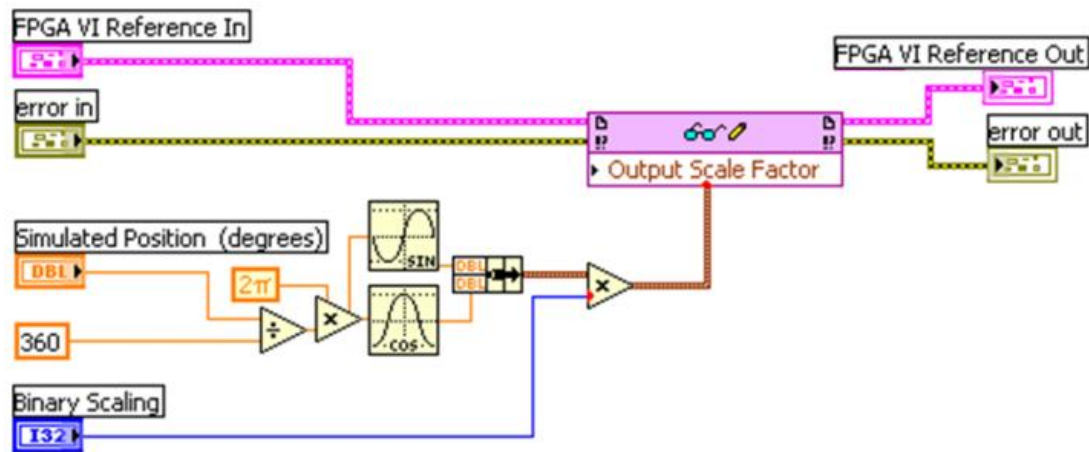 FPGA VI Reference In
FPGA VI Reference Out
error in
error out
Output Scale Factor
Simulated Position (degrees)
DBL
2π
SIN
DBL
DBL
×
÷
×
360
COS
Binary Scaling
I32